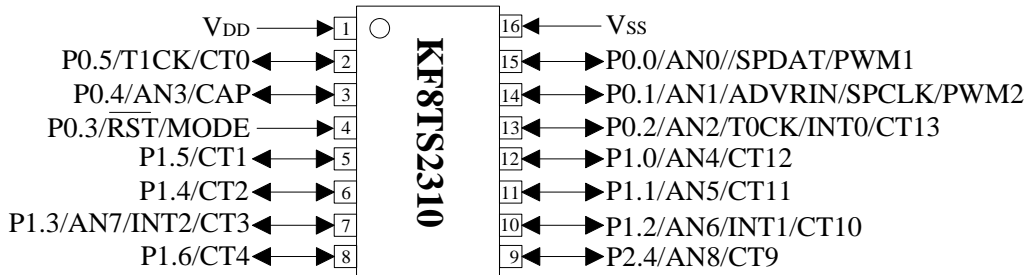 VDD 1 16 VSS
P0.5/T1CK/CT0 2 15 P0.0/AN0//SPDAT/PWM1
P0.4/AN3/CAP 3 14 P0.1/AN1/ADVRIN/SPCLK/PWM2
P0.3/RST/MODE 4 13 P0.2/AN2/T0CK/INT0/CT13
P1.5/CT1 5 12 P1.0/AN4/CT12
P1.4/CT2 6 11 P1.1/AN5/CT11
P1.3/AN7/INT2/CT3 7 10 P1.2/AN6/INT1/CT10
P1.6/CT4 8 9 P2.4/AN8/CT9
KF8TS2310